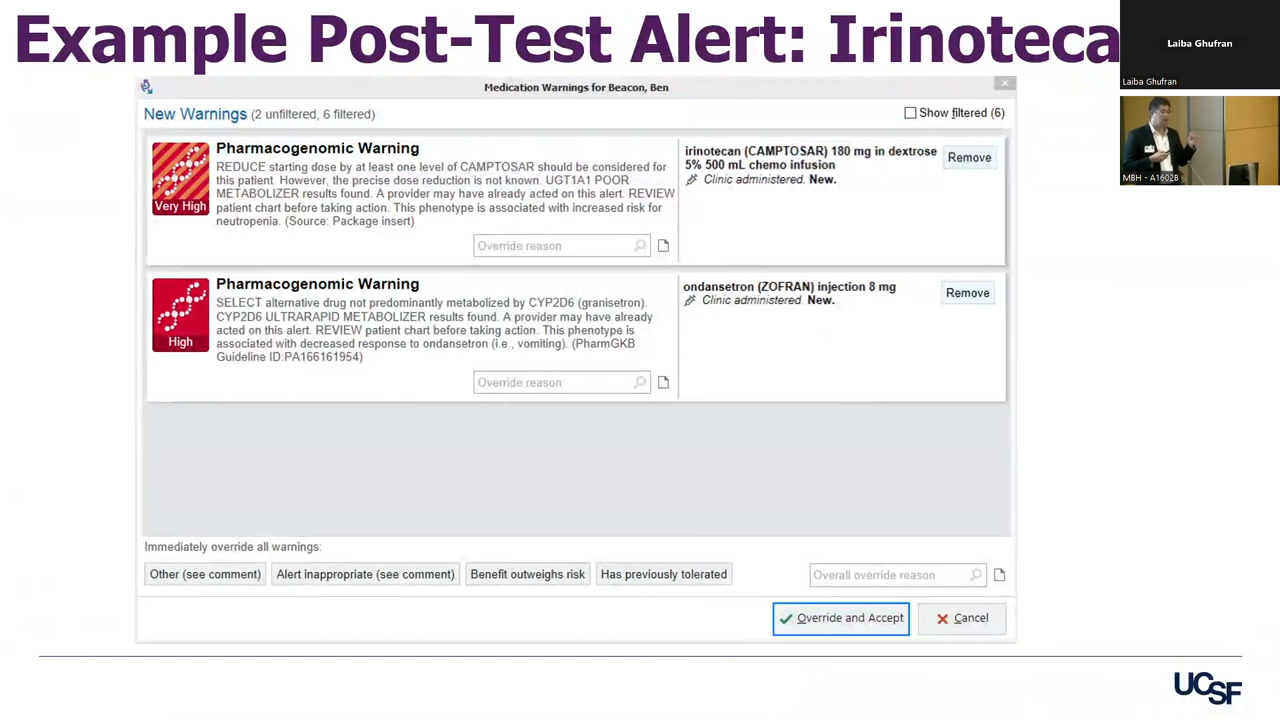 Example Post-Test Alert: Irinoteca
Laiba Ghufran
Laiba Ghufran
MBH - A1602B
Medication Warnings for Beacon, Ben
New Warnings (2 unfiltered, 6 filtered)
Show filtered (6)
Pharmacogenomic Warning
REDUCE starting dose by at least one level of CAMPTOSAR should be considered for
this patient. However, the precise dose reduction is not known. UGT1A1 POOR
METABOLIZER results found. A provider may have already acted on this alert. REVIEW
patient chart before taking action. This phenotype is associated with increased risk for
neutropenia. (Source: Package insert)
Very High
Override reason
irinotecan (CAMPTOSAR) 180 mg in dextrose
5% 500 mL chemo infusion
Clinic administered. New.
Remove
Pharmacogenomic Warning
SELECT alternative drug not predominantly metabolized by CYP2D6 (granisetron).
CYP2D6 ULTRARAPID METABOLIZER results found. A provider may have already
acted on this alert. REVIEW patient chart before taking action. This phenotype is
associated with decreased response to ondansetron (i.e., vomiting). (PharmGKB
Guideline ID:PA166161954)
High
Override reason
ondansetron (ZOFRAN) injection 8 mg
Clinic administered. New.
Remove
Immediately override all warnings:
Other (see comment)
Alert inappropriate (see comment)
Benefit outweighs risk
Has previously tolerated
Overall override reason
Override and Accept
Cancel
UCSF